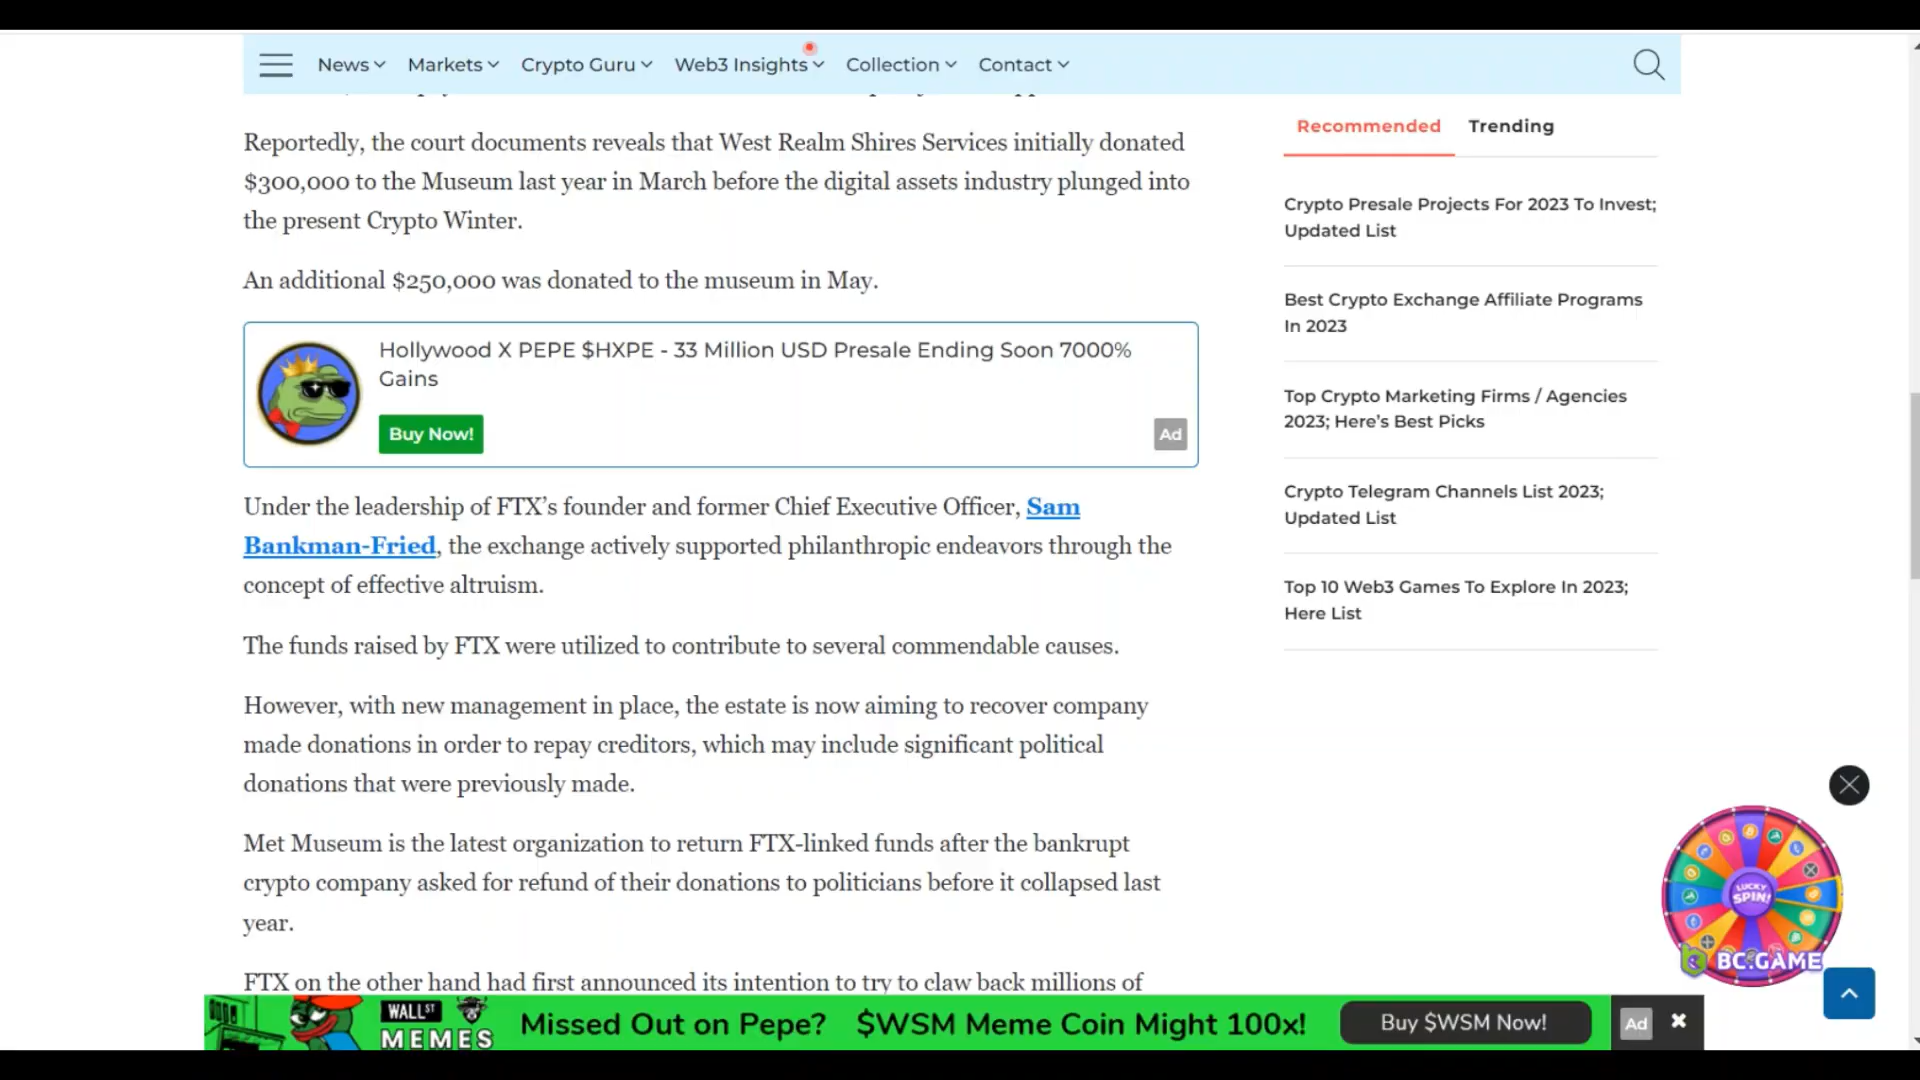 News
Markets
Crypto Guru
Web3 Insights
Collection
Contact
Reportedly, the court documents reveals that West Realm Shires Services initially donated
$300,000 to the Museum last year in March before the digital assets industry plunged into
the present Crypto Winter.
An additional $250,000 was donated to the museum in May.
Hollywood X PEPE $HXPE - 33 Million USD Presale Ending Soon 7000%
Gains
Buy Now!
Ad
Under the leadership of FTX’s founder and former Chief Executive Officer, Sam
Bankman-Fried, the exchange actively supported philanthropic endeavors through the
concept of effective altruism.
The funds raised by FTX were utilized to contribute to several commendable causes.
However, with new management in place, the estate is now aiming to recover company
made donations in order to repay creditors, which may include significant political
donations that were previously made.
Met Museum is the latest organization to return FTX-linked funds after the bankrupt
crypto company asked for refund of their donations to politicians before it collapsed last
year.
FTX on the other hand had first announced its intention to try to claw back millions of
Recommended
Trending
Crypto Presale Projects For 2023 To Invest;
Updated List
Best Crypto Exchange Affiliate Programs
In 2023
Top Crypto Marketing Firms / Agencies
2023; Here’s Best Picks
Crypto Telegram Channels List 2023;
Updated List
Top 10 Web3 Games To Explore In 2023;
Here List
LUCKY
SPIN!
BC.GAME
WALL ST
MEMES
Missed Out on Pepe? $WSM Meme Coin Might 100x!
Buy $WSM Now!
Ad